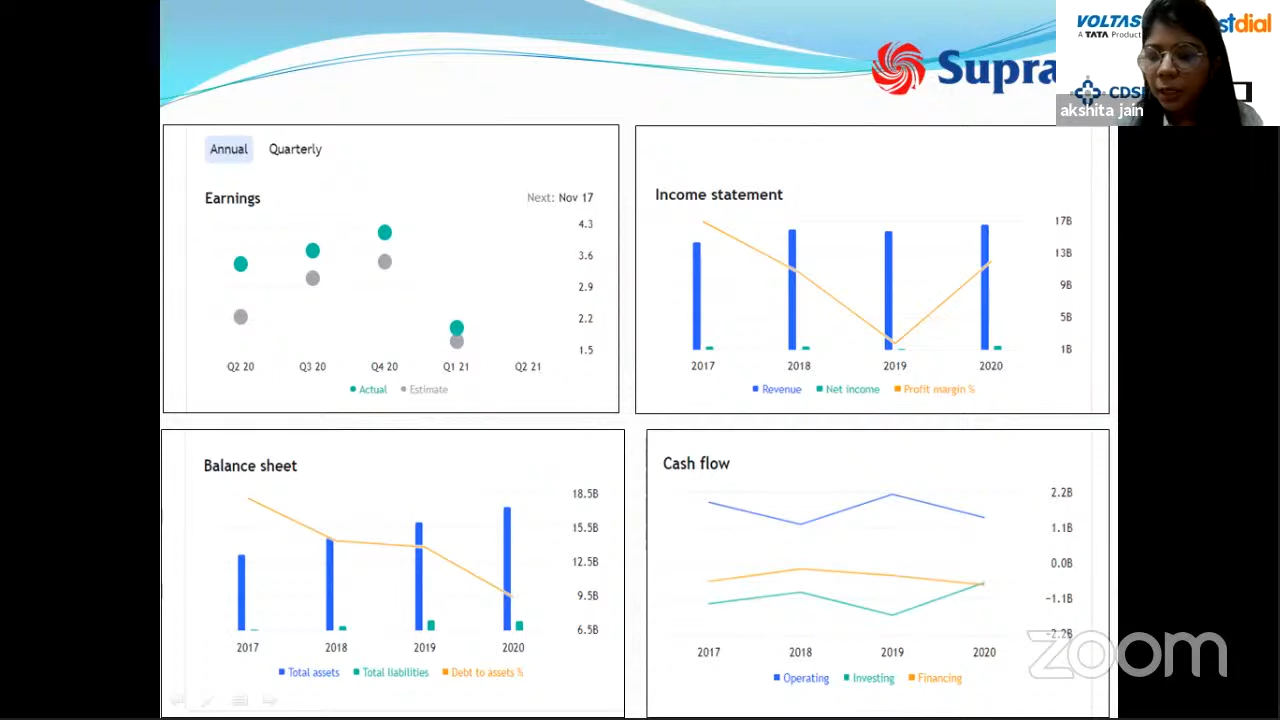 VOLTAS
A TATA Product
stdial
Supra
CDS
akshita jain
Annual Quarterly
Earnings
Next: Nov 17
4.3
3.6
2.9
2.2
1.5
Q2 20 Q3 20 Q4 20 Q1 21 Q2 21
Actual Estimate
Income statement
17B
13B
9B
5B
1B
2017 2018 2019 2020
Revenue Net income Profit margin %
Balance sheet
18.5B
15.5B
12.5B
9.5B
6.5B
2017 2018 2019 2020
Total assets Total liabilities Debt to assets %
Cash flow
2.2B
1.1B
0.0B
−1.1B
−2.2B
2017 2018 2019 2020
Operating Investing Financing
zoom